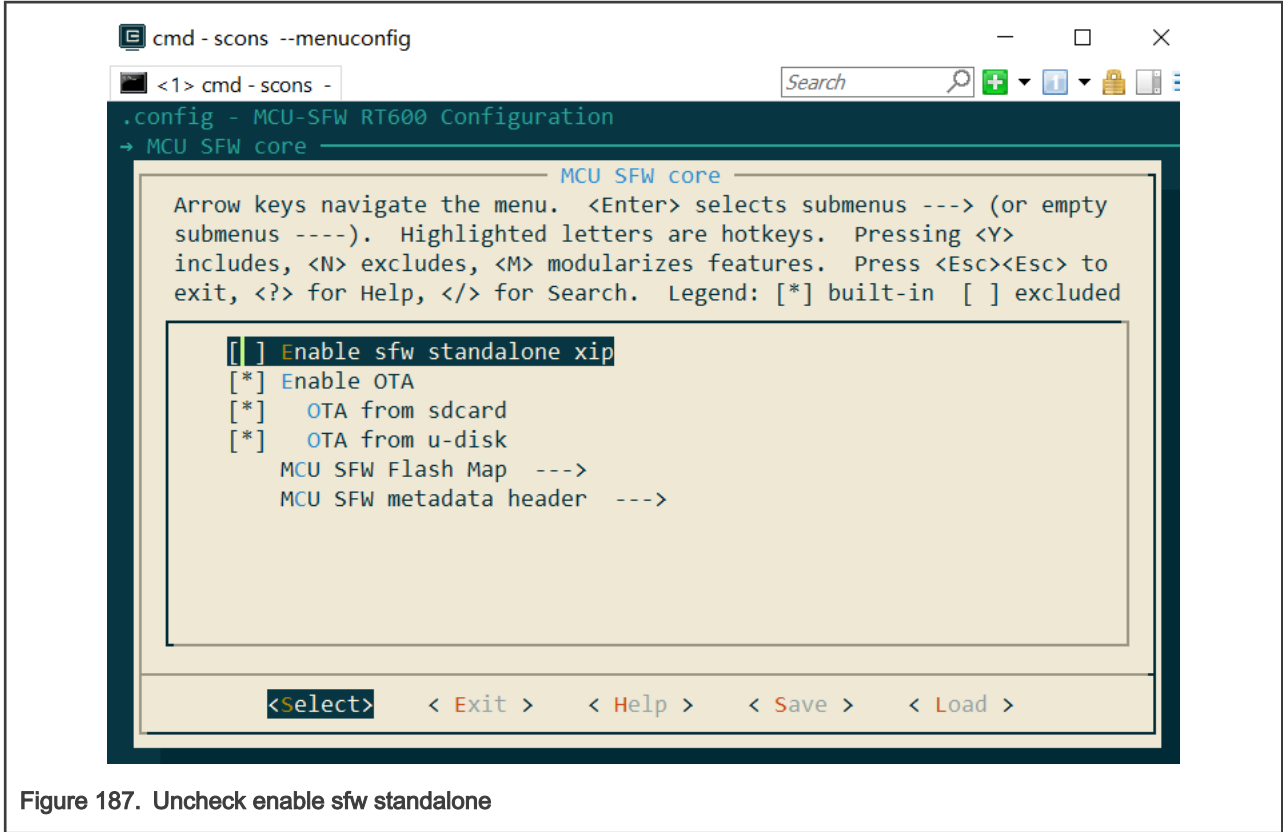 cmd - scons  --menuconfig
<1> cmd - scons  -
Search
.config - MCU-SFW RT600 Configuration
→ MCU SFW core
MCU SFW core
Arrow keys navigate the menu.  <Enter> selects submenus ---> (or empty
submenus ----).  Highlighted letters are hotkeys.  Pressing <Y>
includes, <N> excludes, <M> modularizes features.  Press <Esc><Esc> to
exit, <?> for Help, </> for Search.  Legend: [*] built-in  [ ] excluded
[ ] Enable sfw standalone xip
[*] Enable OTA
[*]   OTA from sdcard
[*]   OTA from u-disk
MCU SFW Flash Map  --->
MCU SFW metadata header  --->
<Select>    < Exit >    < Help >    < Save >    < Load >
Figure 187. Uncheck enable sfw standalone